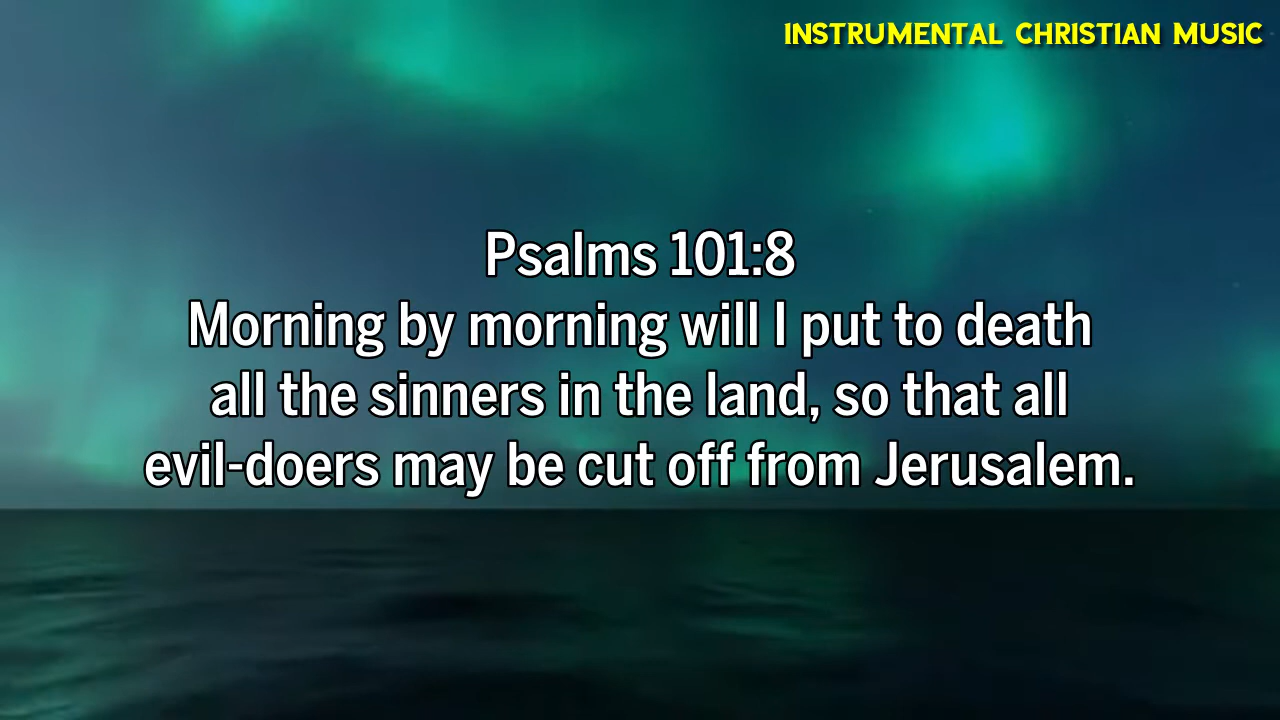 INSTRUMENTAL CHRISTIAN MUSIC
Psalms 101:8
Morning by morning will I put to death
all the sinners in the land, so that all
evil-doers may be cut off from Jerusalem.